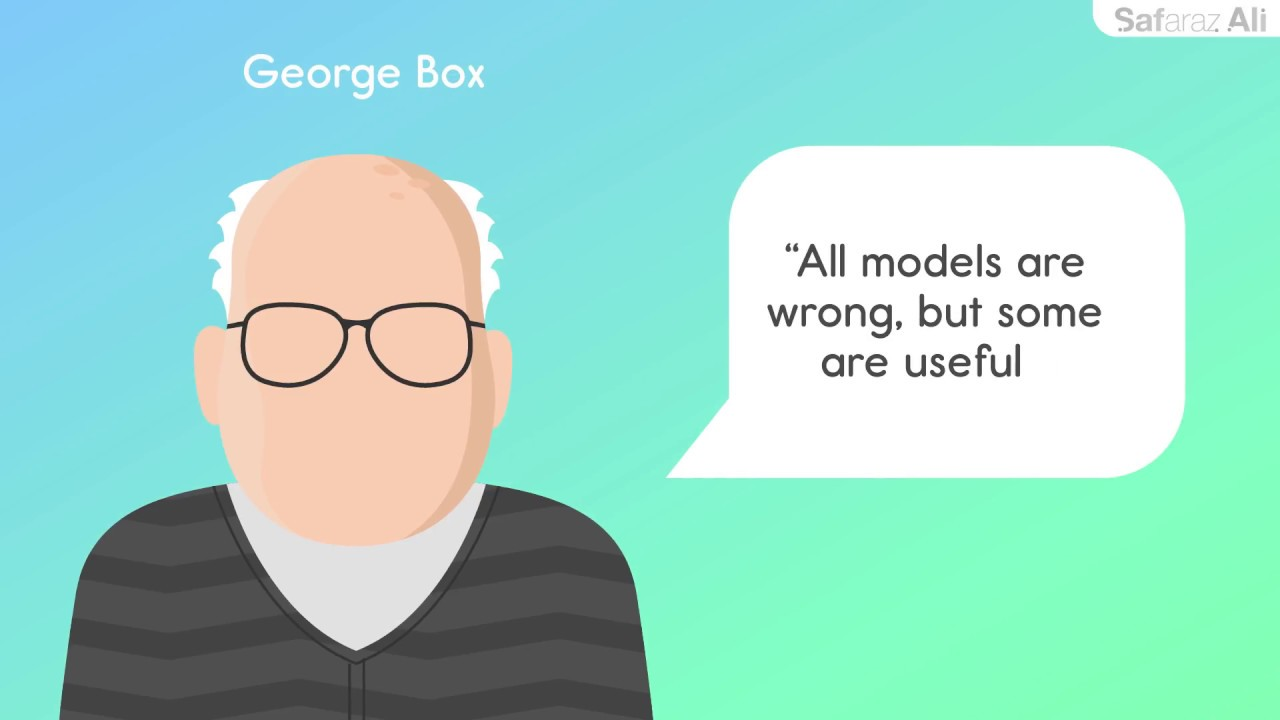 Safaraz Ali
George Box
“All models are
wrong, but some
are useful